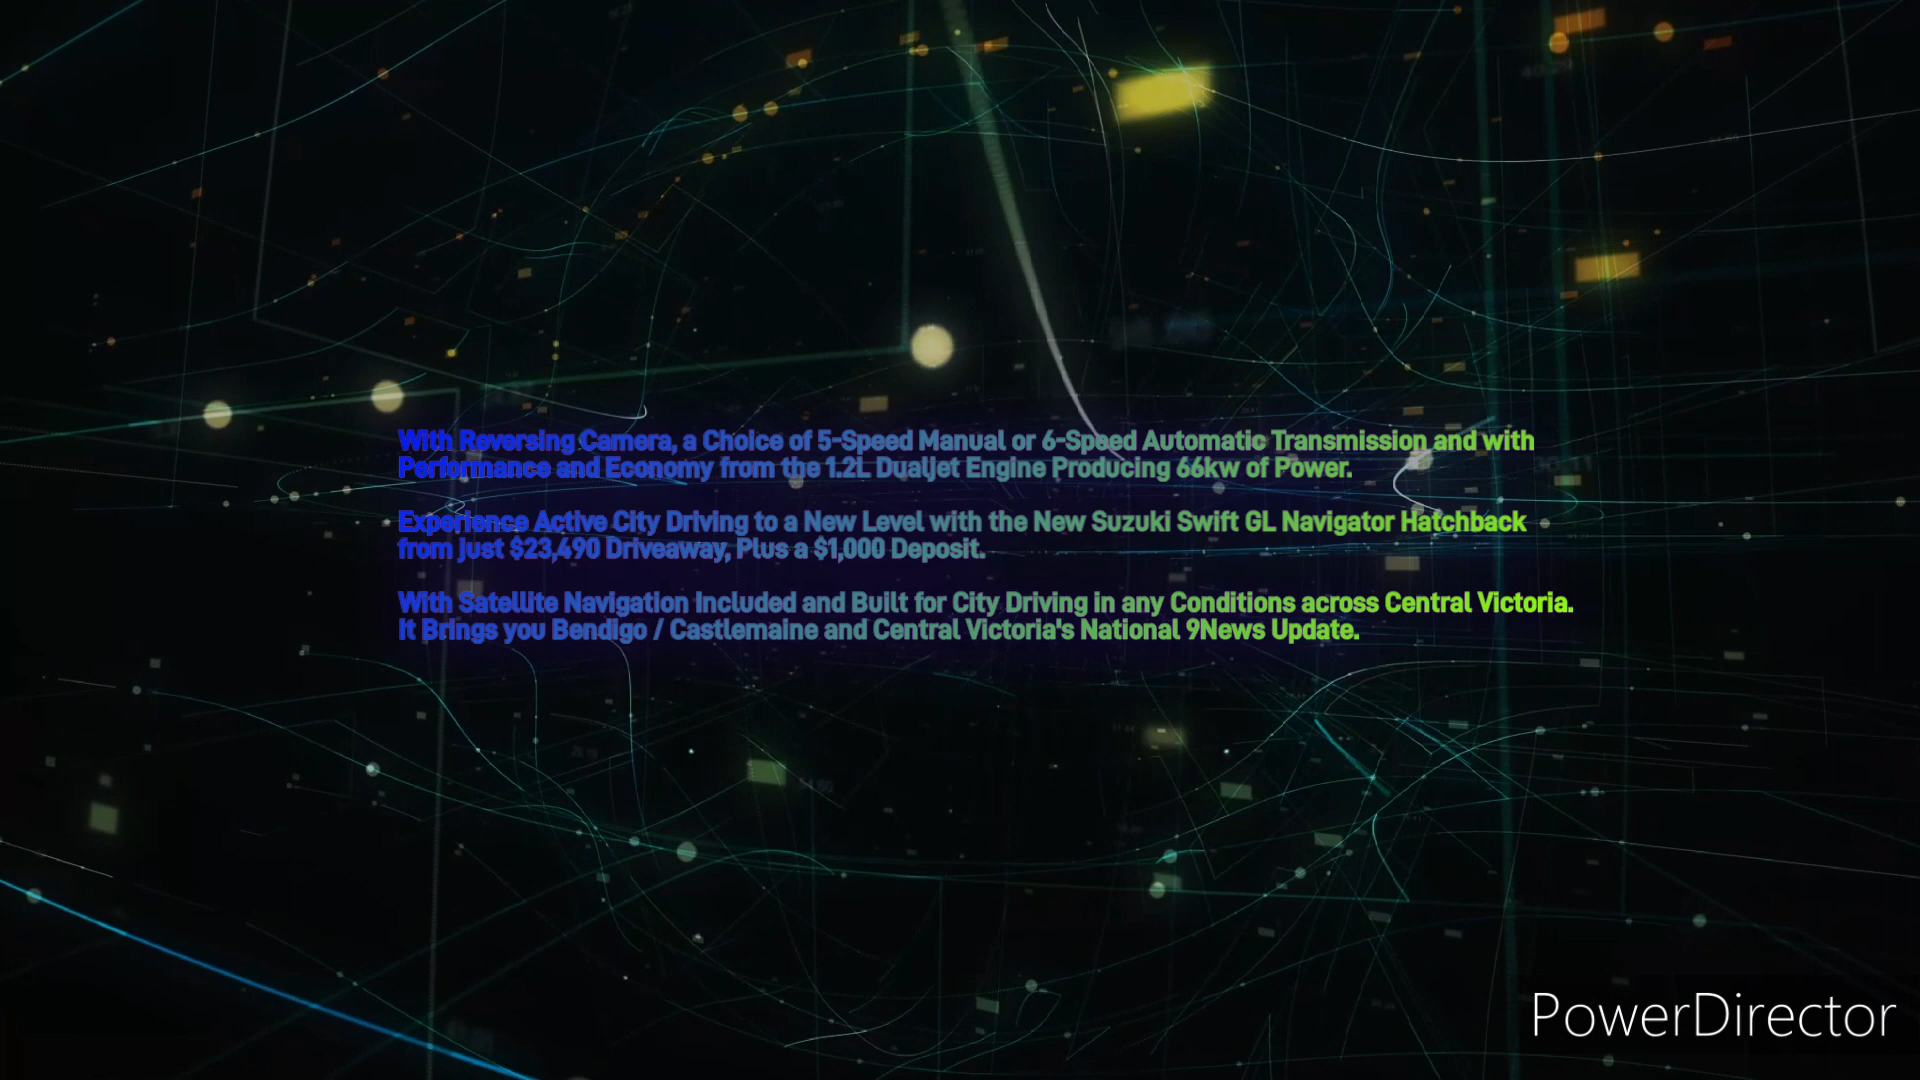 With Reversing Camera, a Choice of 5-Speed Manual or 6-Speed Automatic Transmission and with
Performance and Economy from the 1.2L Dualjet Engine Producing 66kw of Power.
Experience Active City Driving to a New Level with the New Suzuki Swift GL Navigator Hatchback
from just $23,490 Driveaway, Plus a $1,000 Deposit.
With Satellite Navigation Included and Built for City Driving in any Conditions across Central Victoria.
It Brings you Bendigo / Castlemaine and Central Victoria's National 9News Update.
PowerDirector